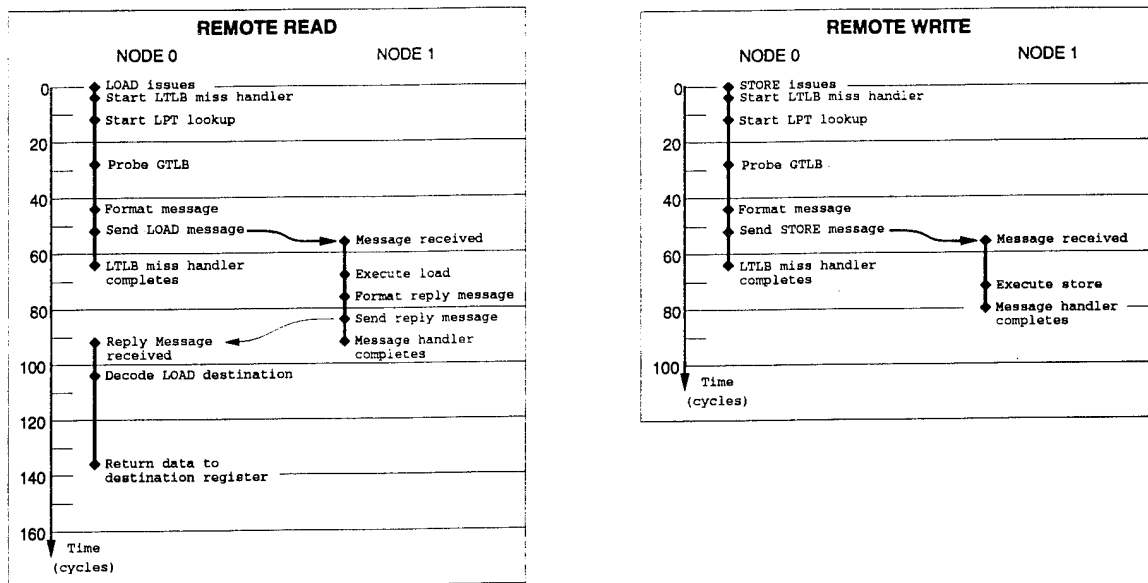 REMOTE READ
NODE 0
NODE 1
0
20
40
60
80
100
120
140
160
LOAD issues
Start LTLB miss handler
Start LPT lookup
Probe GTLB
Format message
Send LOAD message
LTLB miss handler
completes
Message received
Execute load
Format reply message
Send reply message
Message handler
completes
Reply Message
received
Decode LOAD destination
Return data to
destination register
Time
(cycles)
REMOTE WRITE
NODE 0
NODE 1
0
20
40
60
80
100
STORE issues
Start LTLB miss handler
Start LPT lookup
Probe GTLB
Format message
Send STORE message
LTLB miss handler
completes
Message received
Execute store
Message handler
completes
Time
(cycles)